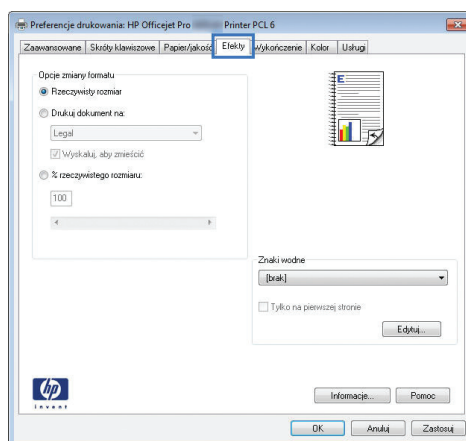 Preferencje drukowania: HP Officejet Pro Printer PCL 6
Zaawansowane Skróty klawiszowe Papier/jakość Efekty Wykończenie Kolor Usługi
Opcje zmiany formatu
Rzeczywisty rozmiar
Drukuj dokument na:
Legal
Wyskaluj, aby zmieścić
% rzeczywistego rozmiaru:
100
E
Znaki wodne
[brak]
Tylko na pierwszej stronie
Edytuj...
hp
invent
Informacje... Pomoc
OK Anuluj Zastosuj